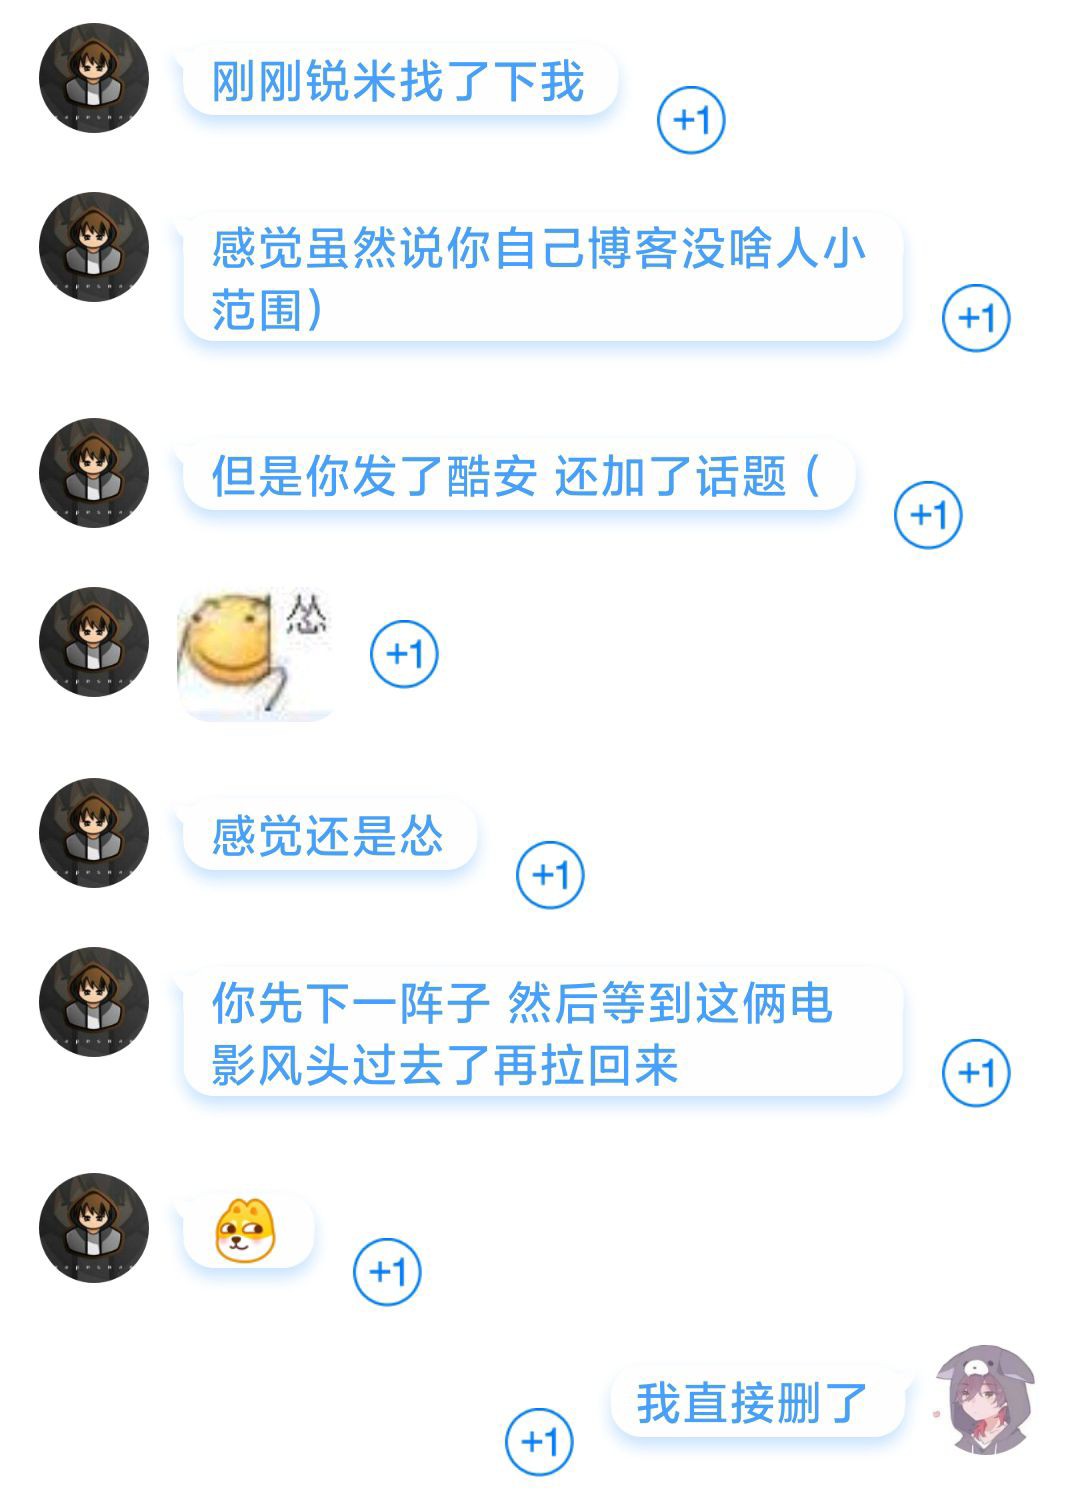 刚刚锐米找了下我
+1
感觉虽然说你自己博客没啥人小
范围）
+1
但是你发了酷安 还加了话题（
+1
怂
+1
感觉还是怂
+1
你先下一阵子 然后等到这俩电
影风头过去了再拉回来
+1
+1
我直接删了
+1